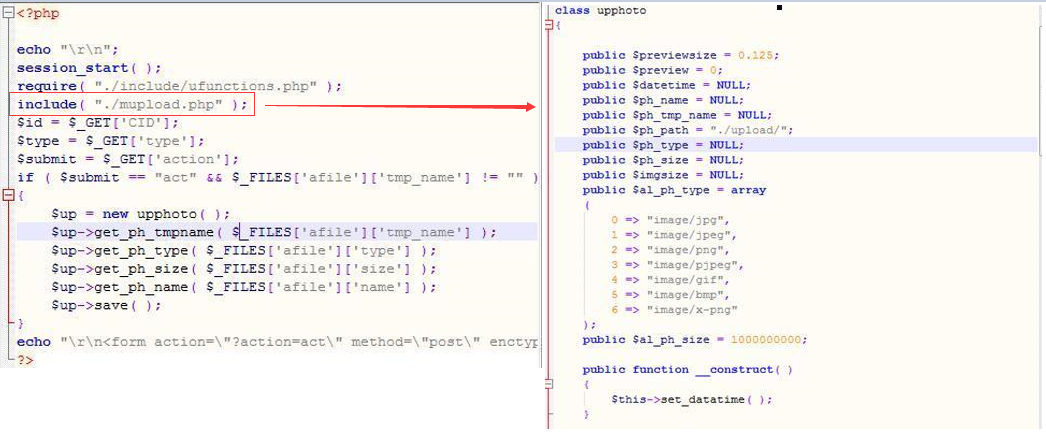 <?php
echo "\r\n";
session_start( );
require( "./include/ufunctions.php" );
include( "./mupload.php" );
$id = $_GET['CID'];
$type = $_GET['type'];
$submit = $_GET['action'];
if ( $submit == "act" && $_FILES['afile']['tmp_name'] != "" )
{
$up = new upphoto( );
$up->get_ph_tmpname( $_FILES['afile']['tmp_name'] );
$up->get_ph_type( $_FILES['afile']['type'] );
$up->get_ph_size( $_FILES['afile']['size'] );
$up->get_ph_name( $_FILES['afile']['name'] );
$up->save( );
}
echo "\r\n<form action=\"?action=act\" method=\"post\" enctyp
?>
class upphoto
{
public $previewsize = 0.125;
public $preview = 0;
public $datetime = NULL;
public $ph_name = NULL;
public $ph_tmp_name = NULL;
public $ph_path = "./upload/";
public $ph_type = NULL;
public $ph_size = NULL;
public $imgsize = NULL;
public $al_ph_type = array
(
0 => "image/jpg",
1 => "image/jpeg",
2 => "image/png",
3 => "image/pjpeg",
4 => "image/gif",
5 => "image/bmp",
6 => "image/x-png"
);
public $al_ph_size = 1000000000;
public function __construct( )
{
$this->set_datatime( );
}